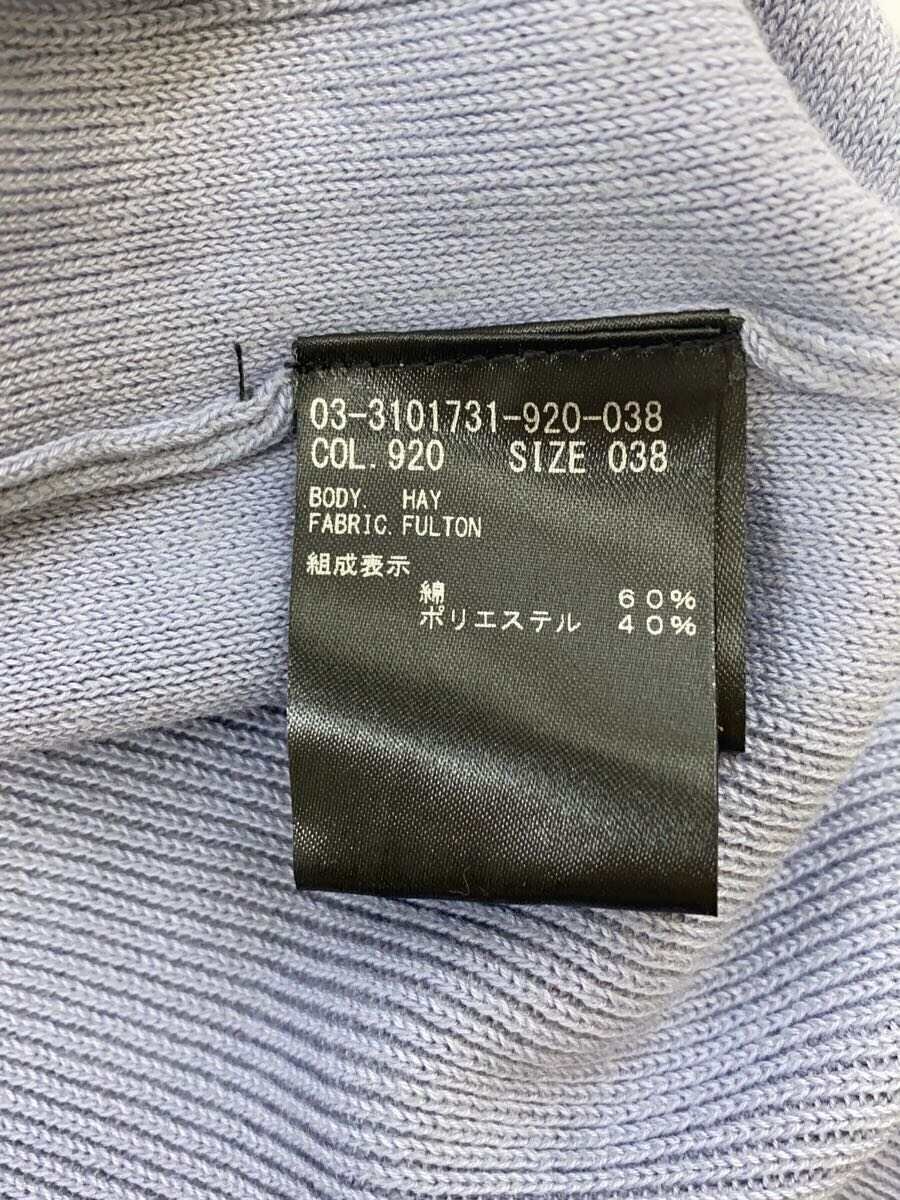 03-3101731-920-038
COL. 920 SIZE 038
BODY. HAY
FABRIC. FULTON
組成表示
綿 60%
ポリエステル 40%